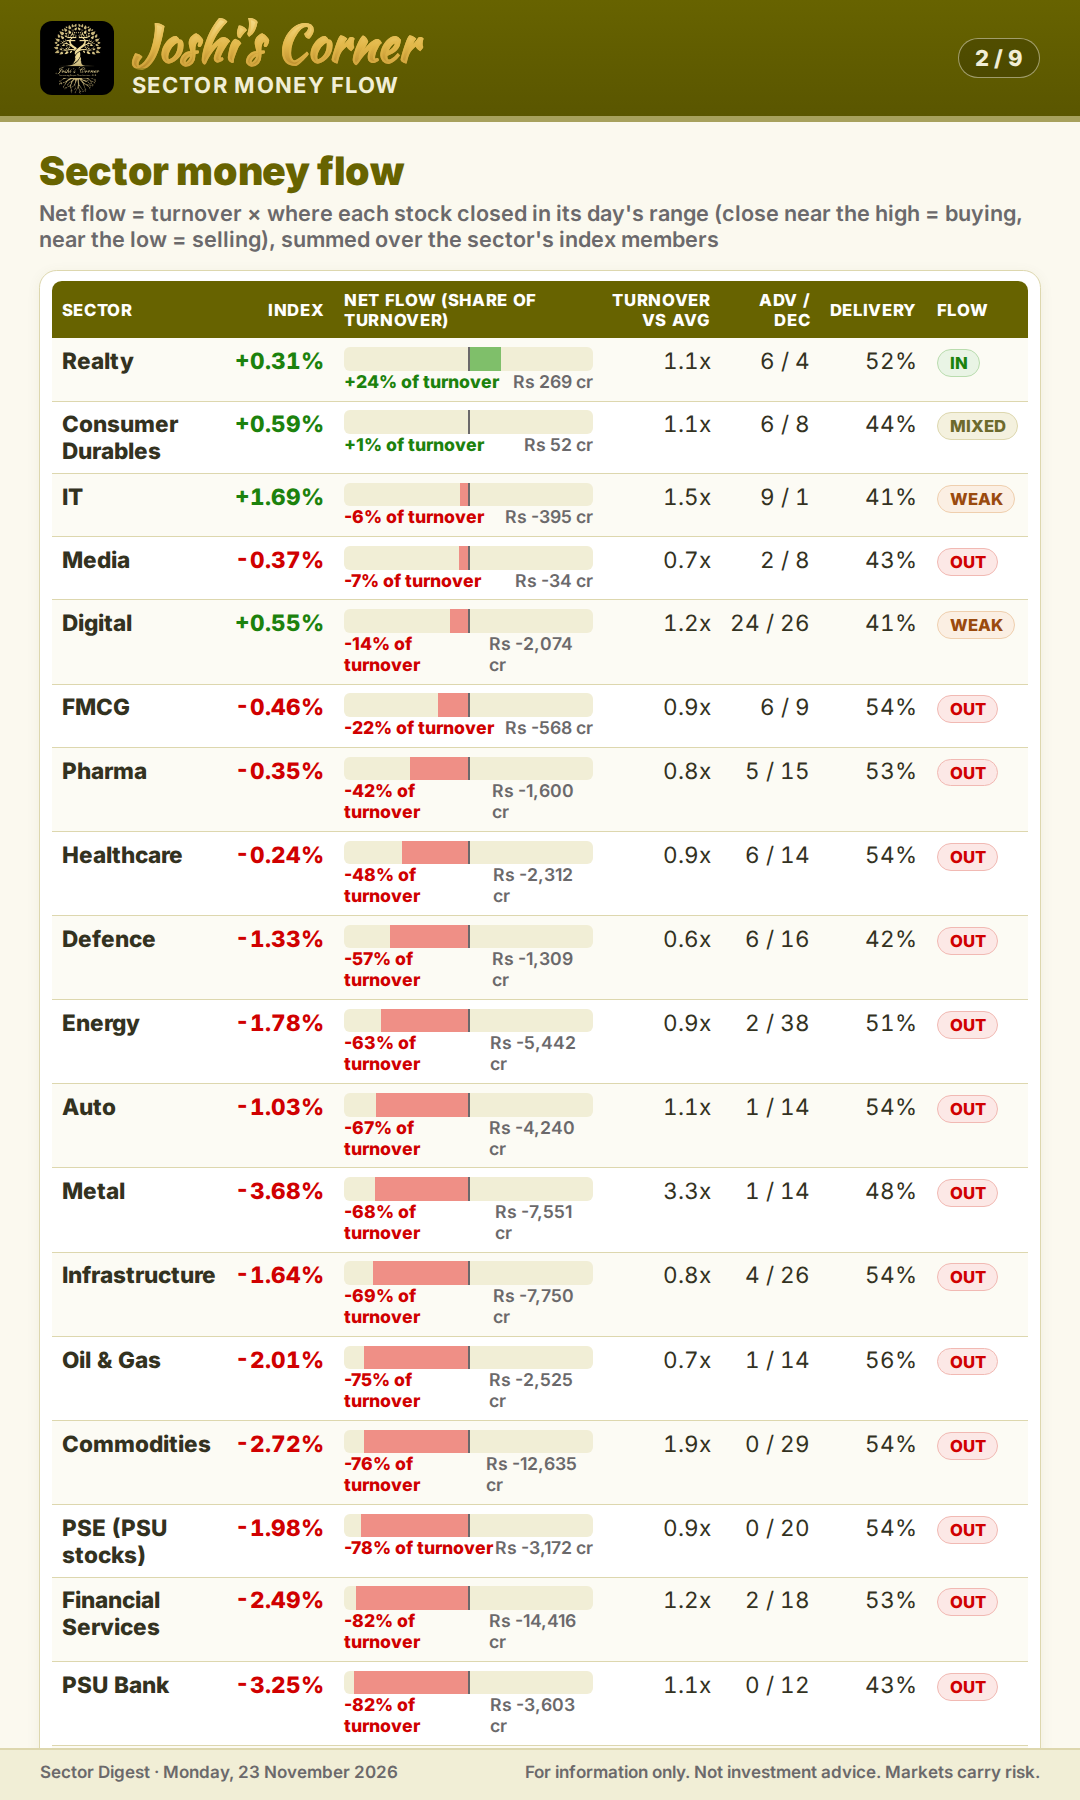 Joshi's Corner
Joshi's Corner
SECTOR MONEY FLOW
2 / 9
Sector money flow
Net flow = turnover × where each stock closed in its day's range (close near the high = buying,
near the low = selling), summed over the sector's index members
SECTOR INDEX NET FLOW (SHARE OF TURNOVER) TURNOVER VS AVG ADV / DEC DELIVERY FLOW
Realty +0.31% 1.1x 6 / 4 52% IN
+24% of turnover Rs 269 cr
Consumer Durables +0.59% 1.1x 6 / 8 44% MIXED
+1% of turnover Rs 52 cr
IT +1.69% 1.5x 9 / 1 41% WEAK
-6% of turnover Rs -395 cr
Media -0.37% 0.7x 2 / 8 43% OUT
-7% of turnover Rs -34 cr
Digital +0.55% 1.2x 24 / 26 41% WEAK
-14% of turnover Rs -2,074 cr
FMCG -0.46% 0.9x 6 / 9 54% OUT
-22% of turnover Rs -568 cr
Pharma -0.35% 0.8x 5 / 15 53% OUT
-42% of turnover Rs -1,600 cr
Healthcare -0.24% 0.9x 6 / 14 54% OUT
-48% of turnover Rs -2,312 cr
Defence -1.33% 0.6x 6 / 16 42% OUT
-57% of turnover Rs -1,309 cr
Energy -1.78% 0.9x 2 / 38 51% OUT
-63% of turnover Rs -5,442 cr
Auto -1.03% 1.1x 1 / 14 54% OUT
-67% of turnover Rs -4,240 cr
Metal -3.68% 3.3x 1 / 14 48% OUT
-68% of turnover Rs -7,551 cr
Infrastructure -1.64% 0.8x 4 / 26 54% OUT
-69% of turnover Rs -7,750 cr
Oil & Gas -2.01% 0.7x 1 / 14 56% OUT
-75% of turnover Rs -2,525 cr
Commodities -2.72% 1.9x 0 / 29 54% OUT
-76% of turnover Rs -12,635 cr
PSE (PSU stocks) -1.98% 0.9x 0 / 20 54% OUT
-78% of turnover Rs -3,172 cr
Financial Services -2.49% 1.2x 2 / 18 53% OUT
-82% of turnover Rs -14,416 cr
PSU Bank -3.25% 1.1x 0 / 12 43% OUT
-82% of turnover Rs -3,603 cr
Sector Digest · Monday, 23 November 2026
For information only. Not investment advice. Markets carry risk.